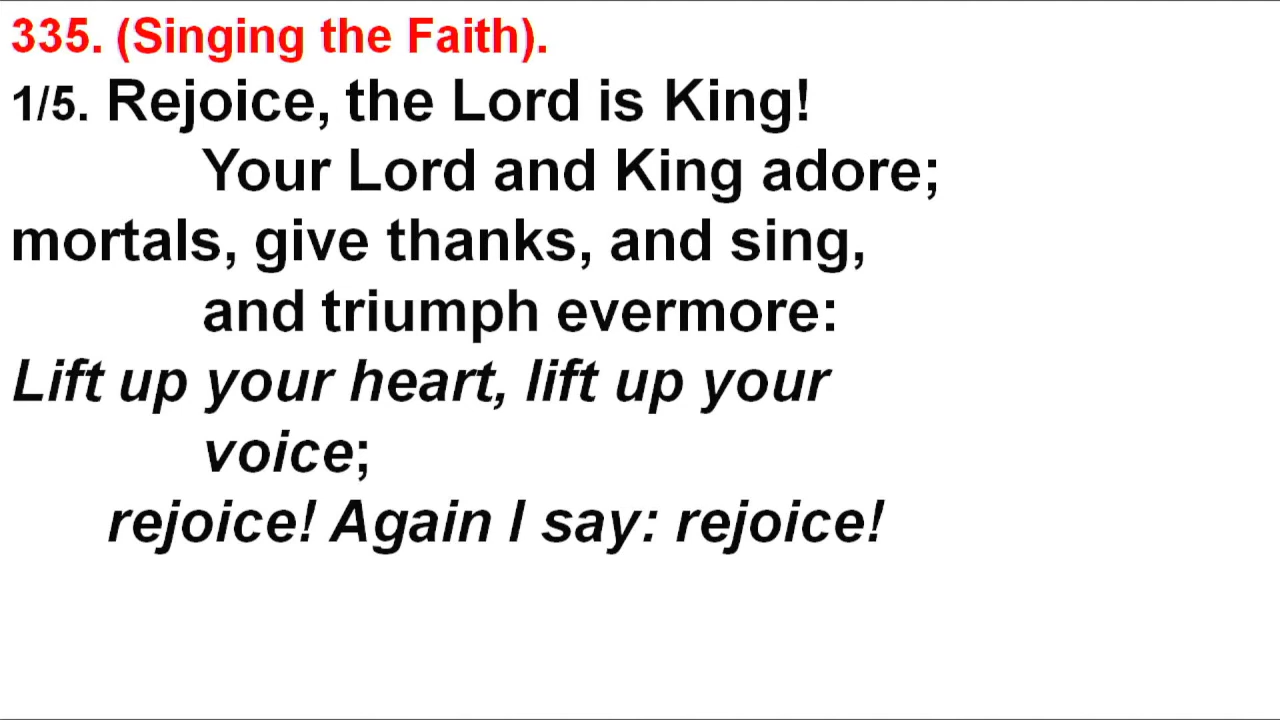 335. (Singing the Faith).
1/5. Rejoice, the Lord is King!
Your Lord and King adore;
mortals, give thanks, and sing,
and triumph evermore:
Lift up your heart, lift up your
voice;
rejoice! Again I say: rejoice!